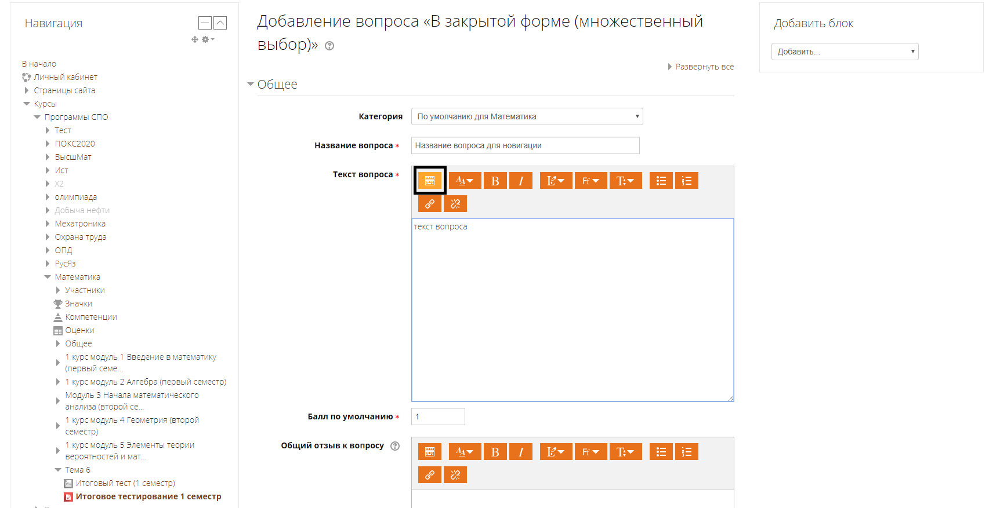 Навигация
В начало
Личный кабинет
Страницы сайта
Курсы
Программы СПО
Тест
ПОКС2020
ВысшМат
Ист
Х2
олимпиада
Добыча нефти
Мехатроника
Охрана труда
ОПД
РусЯз
Математика
Участники
Значки
Компетенции
Оценки
Общее
1 курс модуль 1 Введение в математику
(первый семе...
1 курс модуль 2 Алгебра (первый семестр)
Модуль 3 Начала математического
анализа (второй се...
1 курс модуль 4 Геометрия (второй
семестр)
1 курс модуль 5 Элементы теории
вероятностей и мат...
Тема 6
Итоговый тест (1 семестр)
Итоговое тестирование 1 семестр
Добавление вопроса «В закрытой форме (множественный
выбор)»
Развернуть всё
Общее
Категория По умолчанию для Математика
Название вопроса * Название вопроса для новигации
Текст вопроса *
текст вопроса
Балл по умолчанию * 1
Общий отзыв к вопросу
Добавить блок
Добавить...